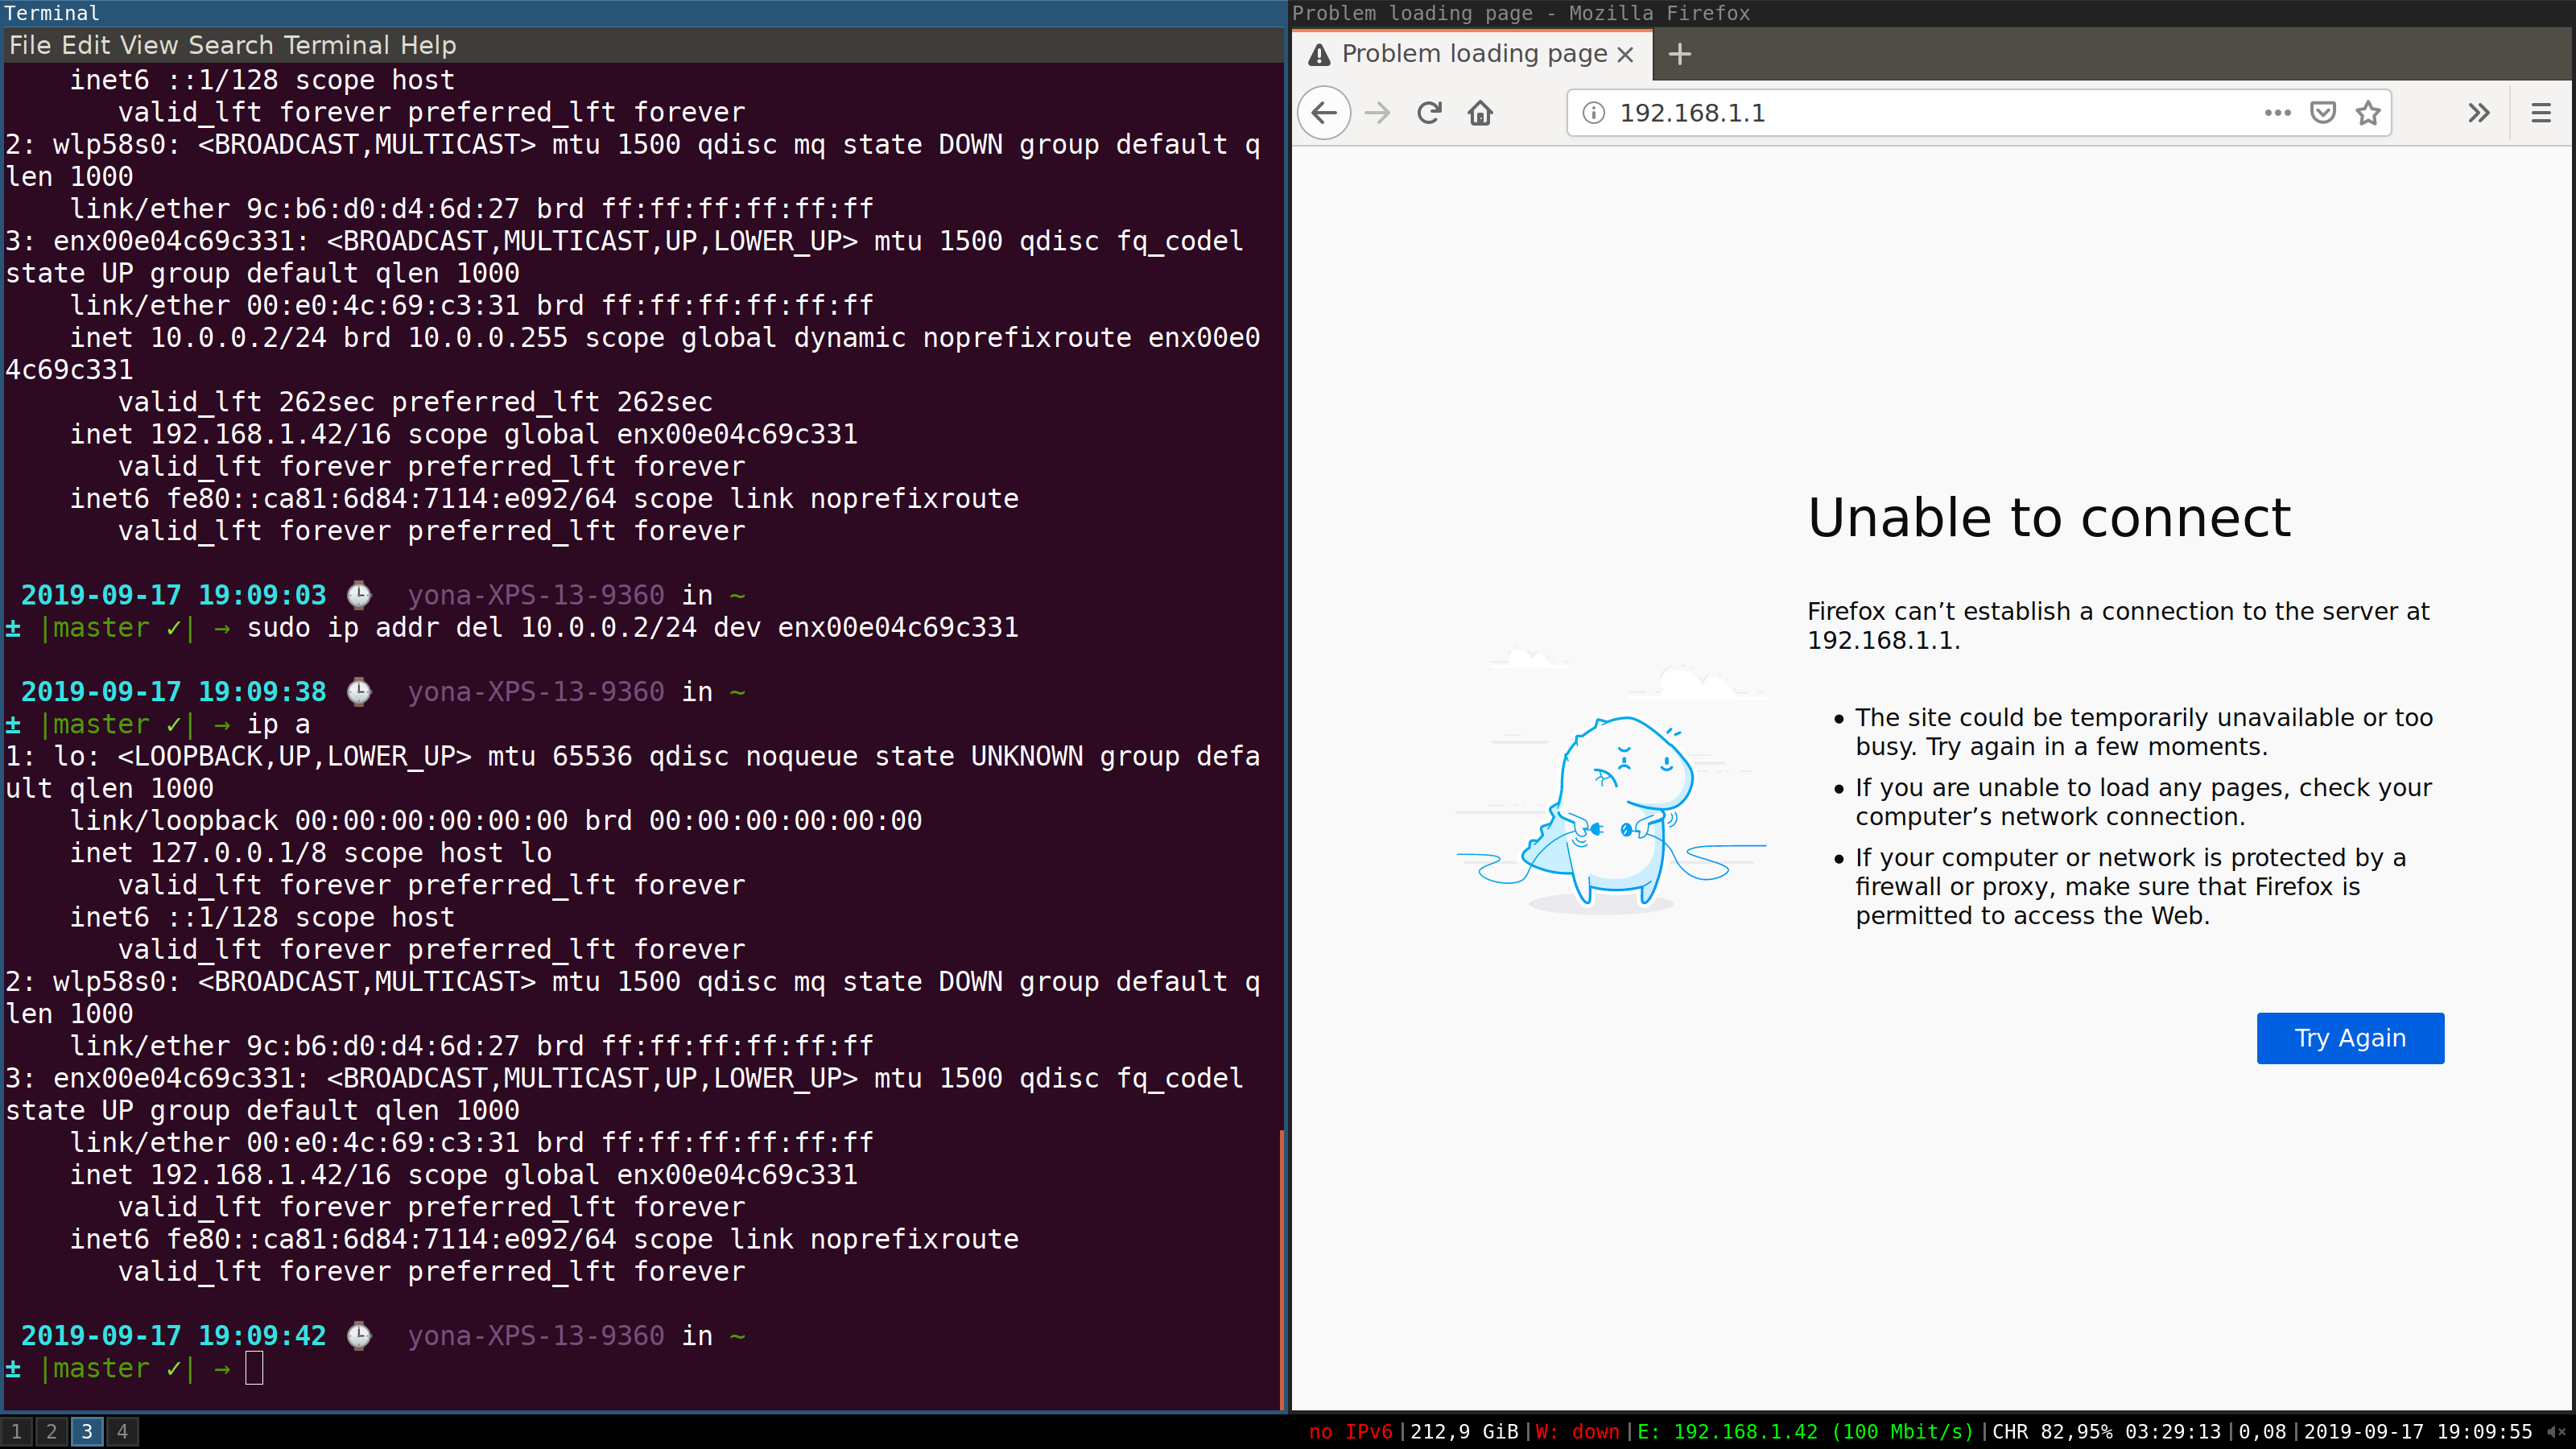 Terminal
File Edit View Search Terminal Help
    inet6 ::1/128 scope host
       valid_lft forever preferred_lft forever
2: wlp58s0: <BROADCAST,MULTICAST> mtu 1500 qdisc mq state DOWN group default q
len 1000
    link/ether 9c:b6:d0:d4:6d:27 brd ff:ff:ff:ff:ff:ff
3: enx00e04c69c331: <BROADCAST,MULTICAST,UP,LOWER_UP> mtu 1500 qdisc fq_codel
state UP group default qlen 1000
    link/ether 00:e0:4c:69:c3:31 brd ff:ff:ff:ff:ff:ff
    inet 10.0.0.2/24 brd 10.0.0.255 scope global dynamic noprefixroute enx00e0
4c69c331
       valid_lft 262sec preferred_lft 262sec
    inet 192.168.1.42/16 scope global enx00e04c69c331
       valid_lft forever preferred_lft forever
    inet6 fe80::ca81:6d84:7114:e092/64 scope link noprefixroute
       valid_lft forever preferred_lft forever
2019-09-17 19:09:03 yona-XPS-13-9360 in ~
± |master ✓| → sudo ip addr del 10.0.0.2/24 dev enx00e04c69c331
2019-09-17 19:09:38 yona-XPS-13-9360 in ~
± |master ✓| → ip a
1: lo: <LOOPBACK,UP,LOWER_UP> mtu 65536 qdisc noqueue state UNKNOWN group defa
ult qlen 1000
    link/loopback 00:00:00:00:00:00 brd 00:00:00:00:00:00
    inet 127.0.0.1/8 scope host lo
       valid_lft forever preferred_lft forever
    inet6 ::1/128 scope host
       valid_lft forever preferred_lft forever
2: wlp58s0: <BROADCAST,MULTICAST> mtu 1500 qdisc mq state DOWN group default q
len 1000
    link/ether 9c:b6:d0:d4:6d:27 brd ff:ff:ff:ff:ff:ff
3: enx00e04c69c331: <BROADCAST,MULTICAST,UP,LOWER_UP> mtu 1500 qdisc fq_codel
state UP group default qlen 1000
    link/ether 00:e0:4c:69:c3:31 brd ff:ff:ff:ff:ff:ff
    inet 192.168.1.42/16 scope global enx00e04c69c331
       valid_lft forever preferred_lft forever
    inet6 fe80::ca81:6d84:7114:e092/64 scope link noprefixroute
       valid_lft forever preferred_lft forever
2019-09-17 19:09:42 yona-XPS-13-9360 in ~
± |master ✓| →
Problem loading page - Mozilla Firefox
Problem loading page
192.168.1.1
Unable to connect
Firefox can’t establish a connection to the server at
192.168.1.1.
• The site could be temporarily unavailable or too
busy. Try again in a few moments.
• If you are unable to load any pages, check your
computer’s network connection.
• If your computer or network is protected by a
firewall or proxy, make sure that Firefox is
permitted to access the Web.
Try Again
1 2 3 4
no IPv6|212,9 GiB|W: down|E: 192.168.1.42 (100 Mbit/s)|CHR 82,95% 03:29:13|0,08|2019-09-17 19:09:55